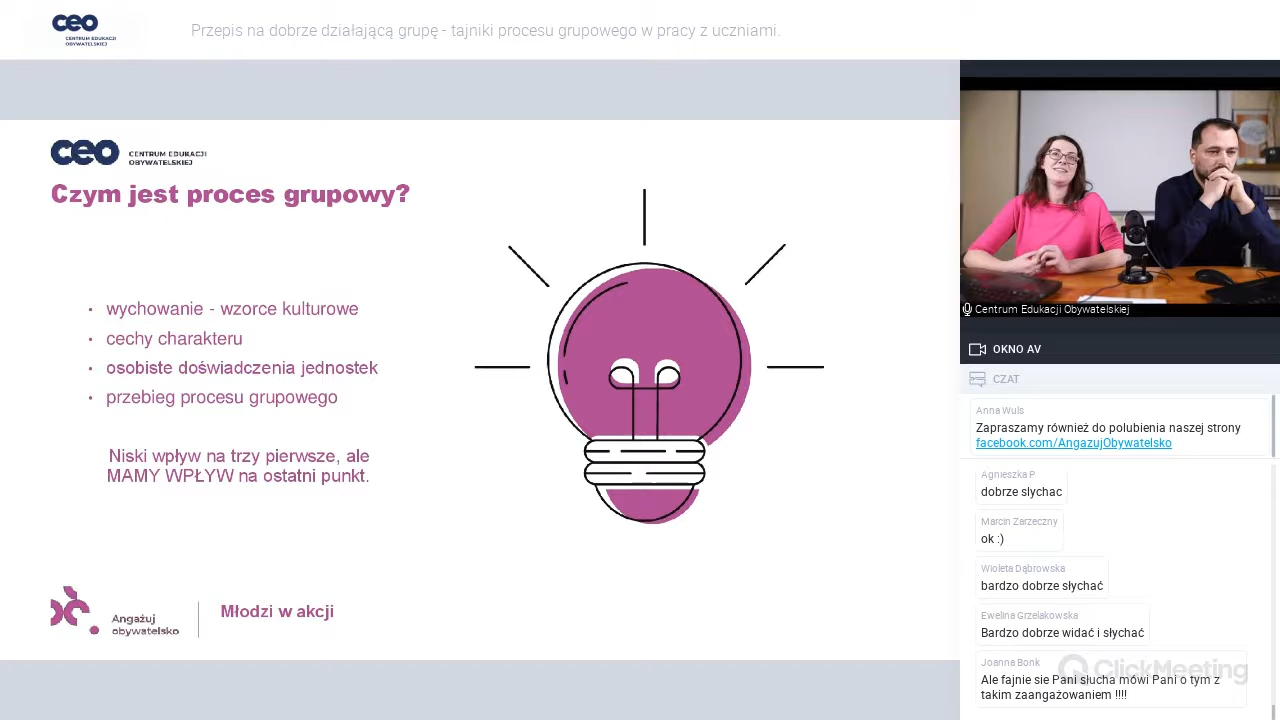 ceo
CENTRUM EDUKACJI
OBYWATELSKIEJ
Przepis na dobrze działającą grupę - tajniki procesu grupowego w pracy z uczniami.
ceo
CENTRUM EDUKACJI
OBYWATELSKIEJ
Czym jest proces grupowy?
• wychowanie - wzorce kulturowe
• cechy charakteru
• osobiste doświadczenia jednostek
• przebieg procesu grupowego
Niski wpływ na trzy pierwsze, ale
MAMY WPŁYW na ostatni punkt.
Angażuj
obywatelsko
Młodzi w akcji
Centrum Edukacji Obywatelskiej
OKNO AV
CZAT
Anna Wuls
Zapraszamy również do polubienia naszej strony
facebook.com/AngazujObywatelsko
Agnieszka P
dobrze slychac
Marcin Zarzeczny
ok :)
Wioleta Dąbrowska
bardzo dobrze słychać
Ewelina Grzelakowska
Bardzo dobrze widać i słychać
Joanna Bonk
Ale fajnie sie Pani słucha mówi Pani o tym z
takim zaangażowaniem !!!!
ClickMeeting